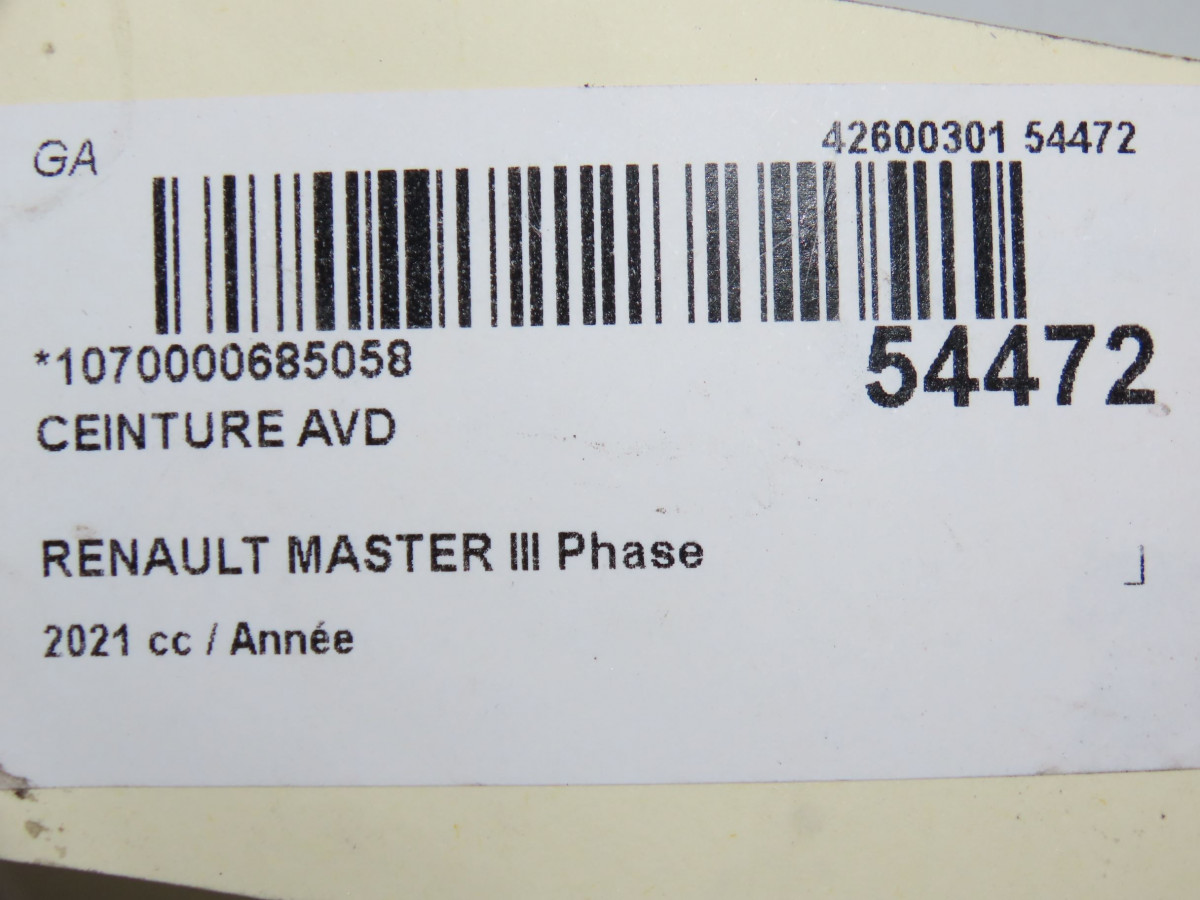 GA
42600301 54472
*1070000685058
54472
CEINTURE AVD
RENAULT MASTER III Phase
2021 cc / Année